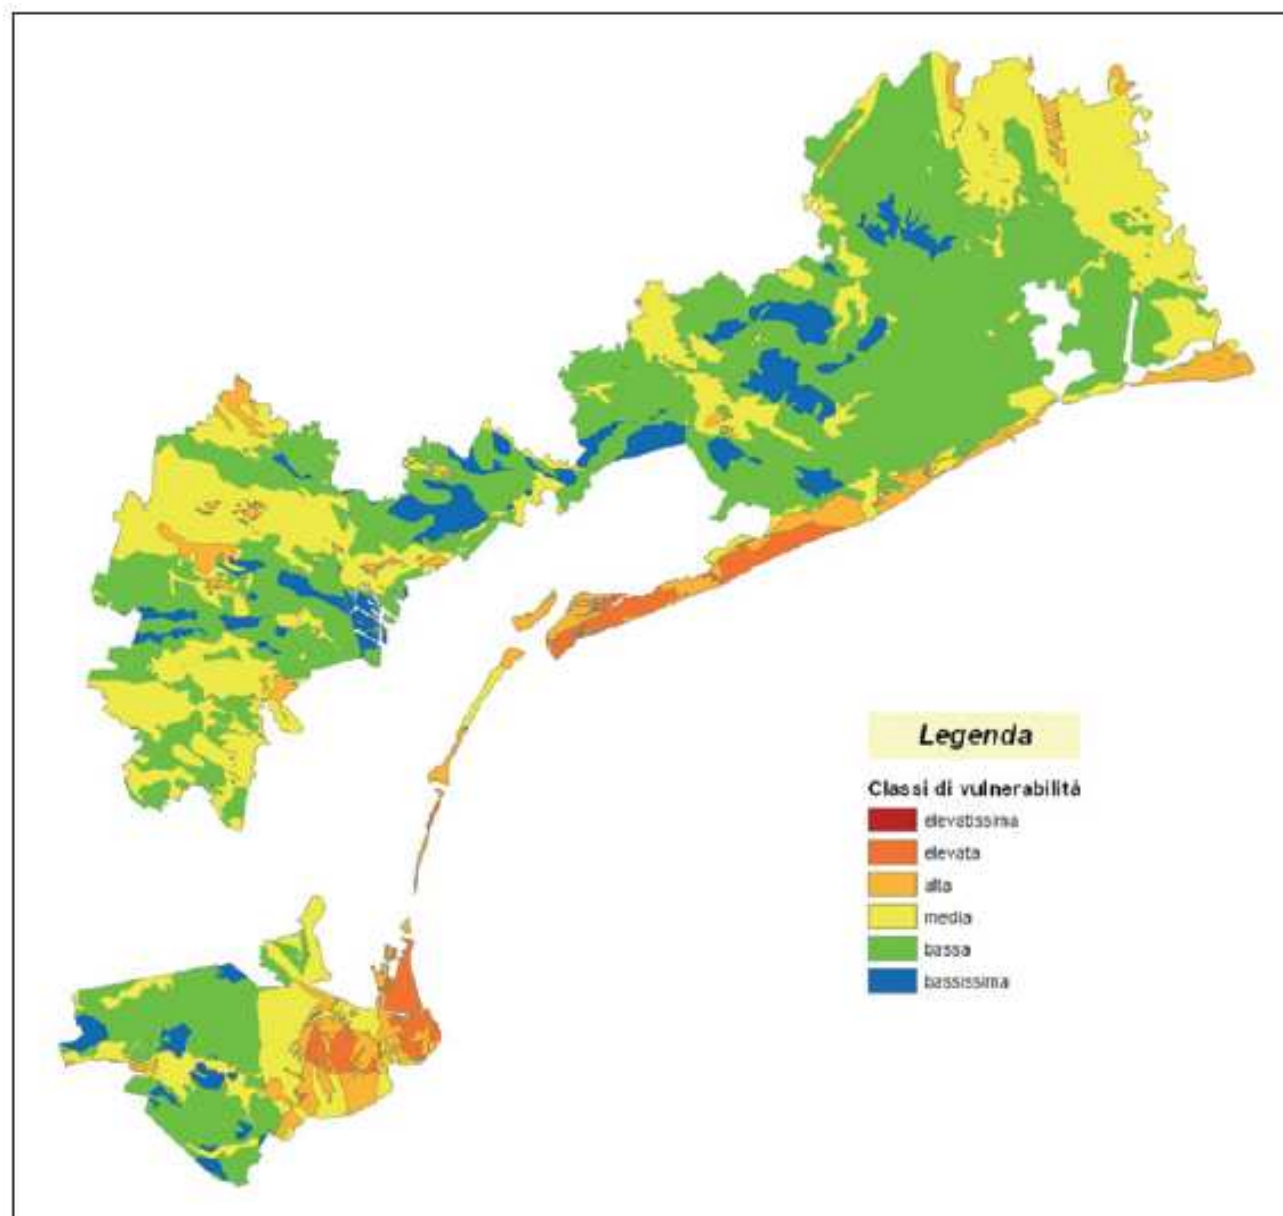 Legenda
Classi di vulnerabilità
elevatissima
elevata
alta
media
bassa
bassissima